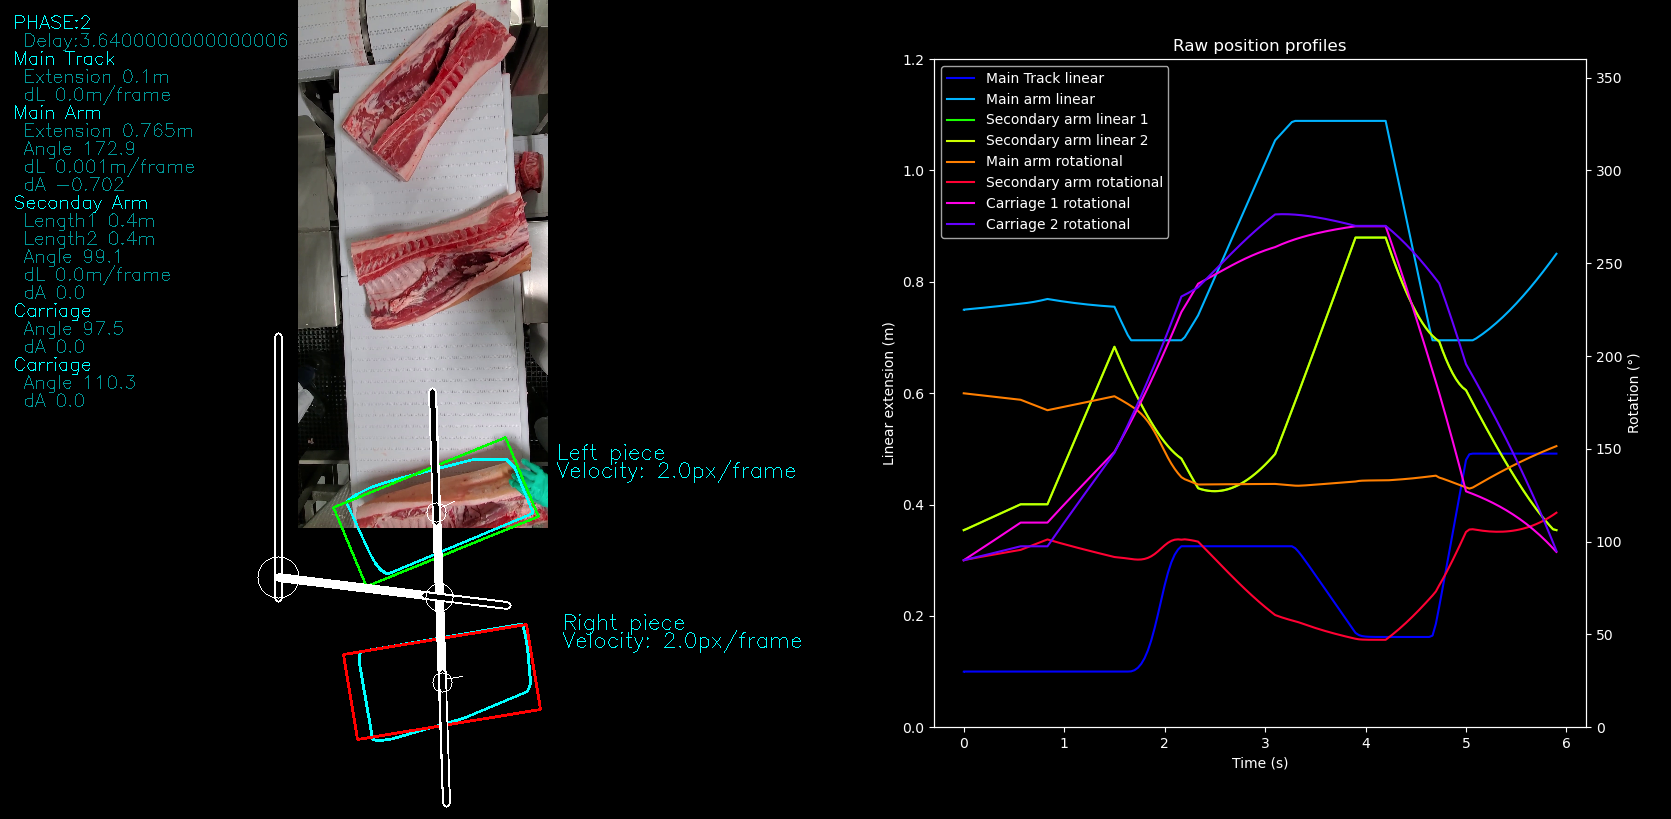 PHASE:2
Delay:3.6400000000000006
Main Track
Extension 0.1m
dL 0.0m/frame
Main Arm
Extension 0.765m
Angle 172.9
dL 0.001m/frame
dA -0.702
Seconday Arm
Length1 0.4m
Length2 0.4m
Angle 99.1
dL 0.0m/frame
dA 0.0
Carriage
Angle 97.5
dA 0.0
Carriage
Angle 110.3
dA 0.0
Left piece
Velocity: 2.0px/frame
Right piece
Velocity: 2.0px/frame
Raw position profiles
Main Track linear
Main arm linear
Secondary arm linear 1
Secondary arm linear 2
Main arm rotational
Secondary arm rotational
Carriage 1 rotational
Carriage 2 rotational
Linear extension (m)
1.2
1.0
0.8
0.6
0.4
0.2
0.0
0 1 2 3 4 5 6
Time (s)
350
300
250
200
150
100
50
0
Rotation (°)